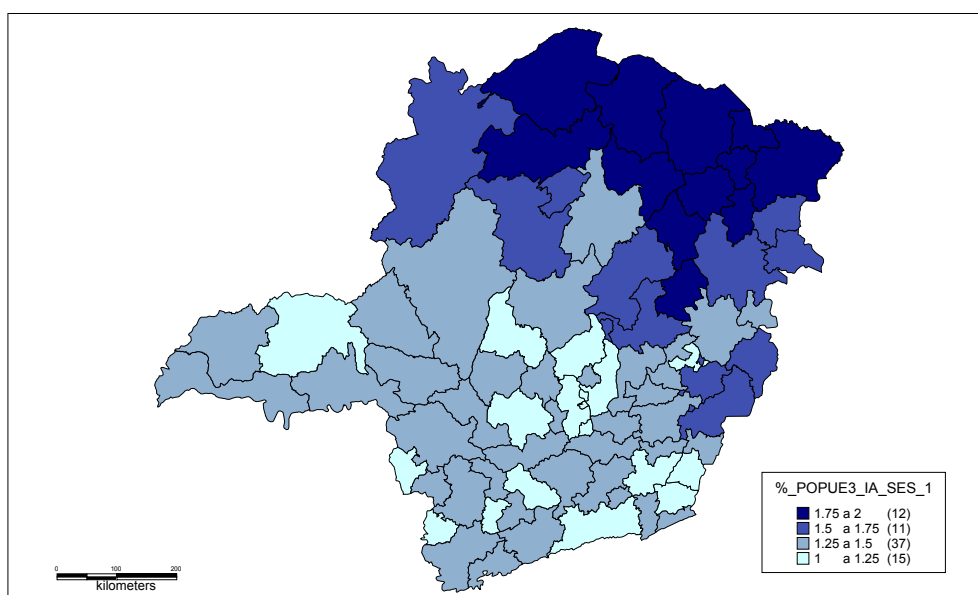 %_POPUE3_IA_SES_1
1.75 a 2 (12)
1.5 a 1.75 (11)
1.25 a 1.5 (37)
1 a 1.25 (15)
0 100 200
kilometers